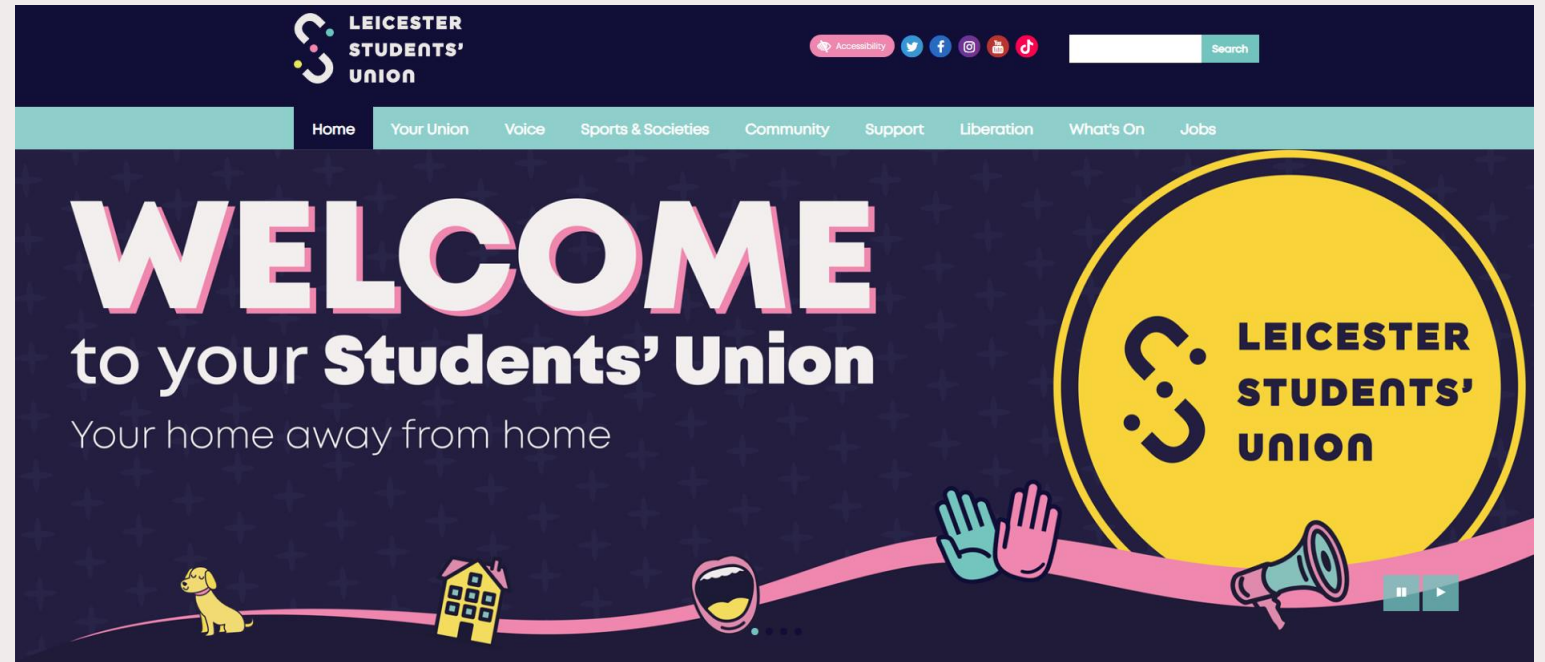 LEICESTER
STUDENTS'
UNION
Accessibility
Search
Home Your Union Voice Sports & Societies Community Support Liberation What's On Jobs
WELCOME
to your Students' Union
Your home away from home
LEICESTER
STUDENTS'
UNION